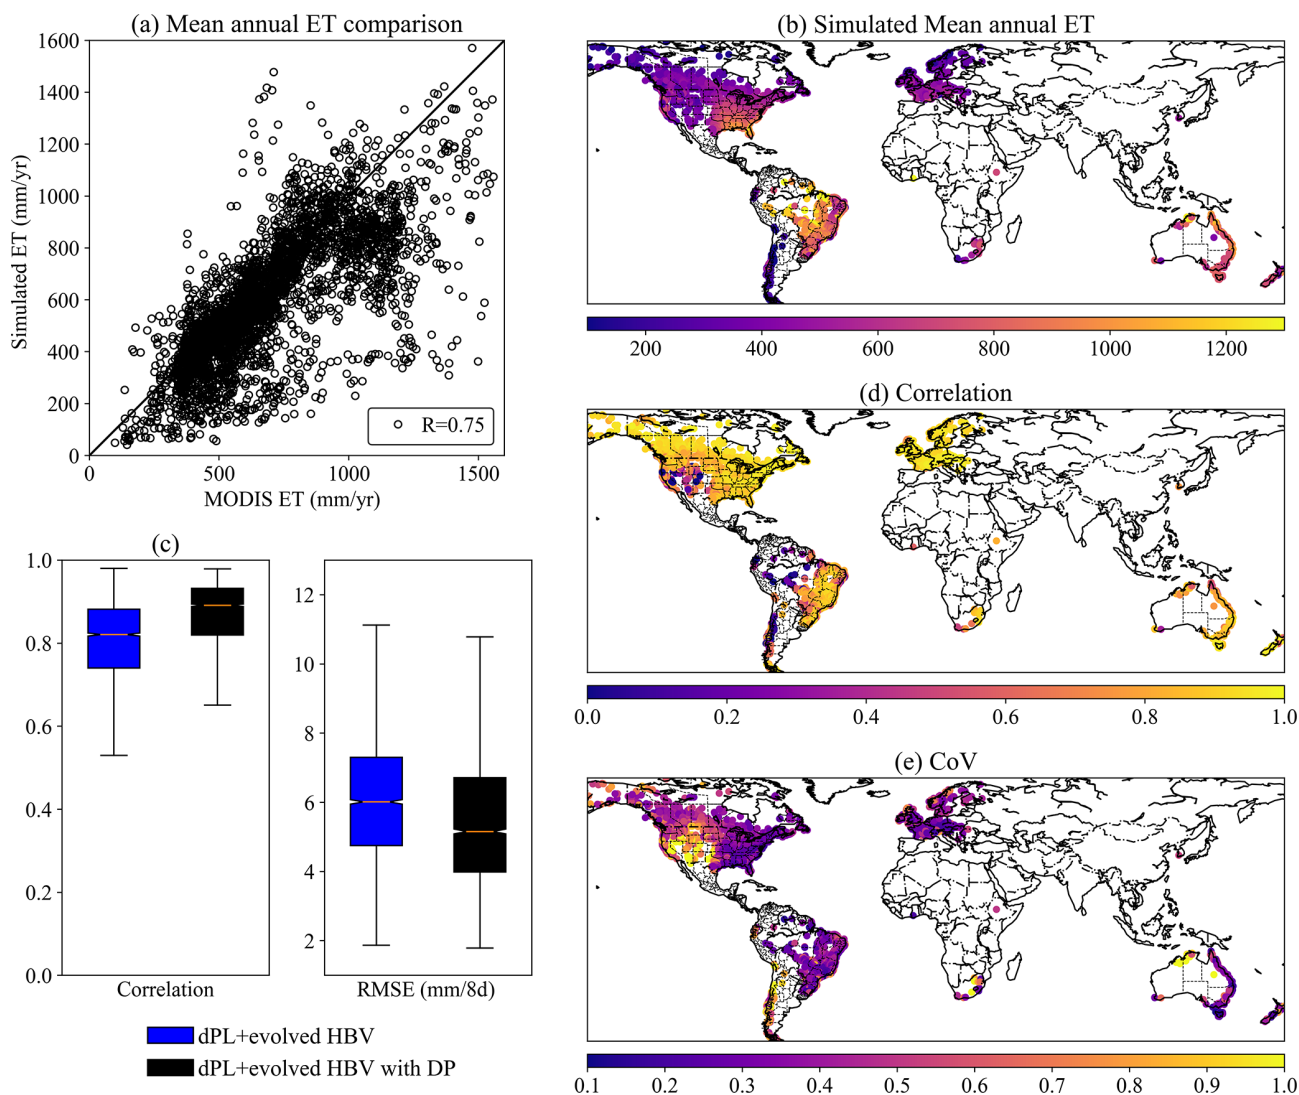 (a) Mean annual ET comparison
1600
1400
1200
1000
800
600
400
200
0
Simulated ET (mm/yr)
R=0.75
0 500 1000 1500
MODIS ET (mm/yr)
(b) Simulated Mean annual ET
200 400 600 800 1000 1200
(c)
1.0
0.8
0.6
0.4
0.2
0.0
Correlation
12
10
8
6
4
2
RMSE (mm/8d)
dPL+evolved HBV
dPL+evolved HBV with DP
(d) Correlation
0.0 0.2 0.4 0.6 0.8 1.0
(e) CoV
0.1 0.2 0.3 0.4 0.5 0.6 0.7 0.8 0.9 1.0